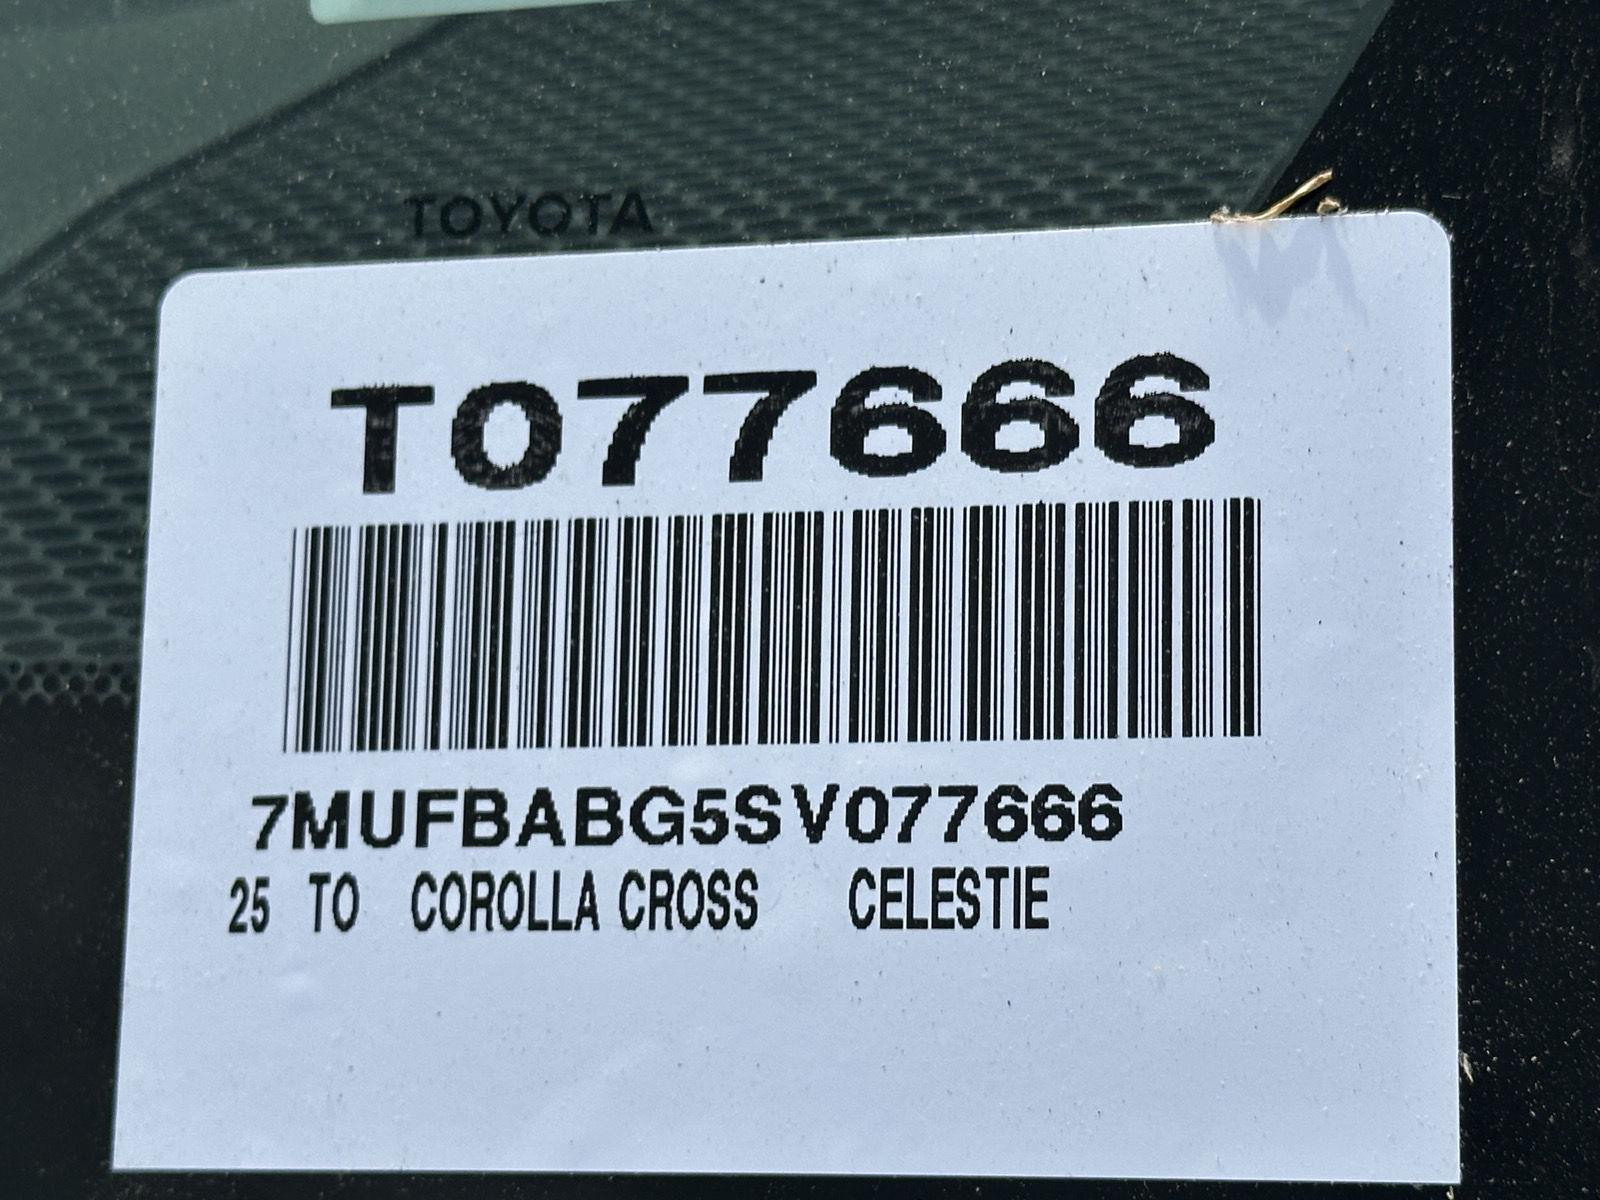 TOYOTA
T077666
7MUFBABG5SV077666
25 TO COROLLA CROSS CELESTIE